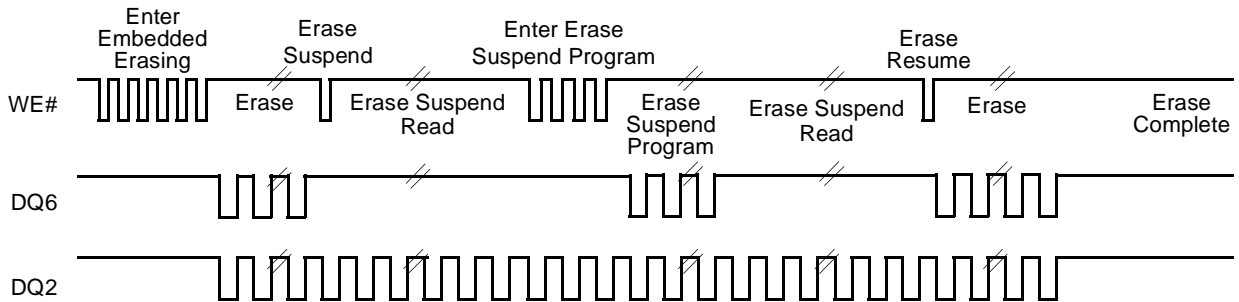 Enter
Embedded
Erasing
Erase
Suspend
Enter Erase
Suspend Program
Erase
Resume
WE#
Erase
Erase Suspend
Read
Erase
Suspend
Program
Erase Suspend
Read
Erase
Erase
Complete
DQ6
DQ2